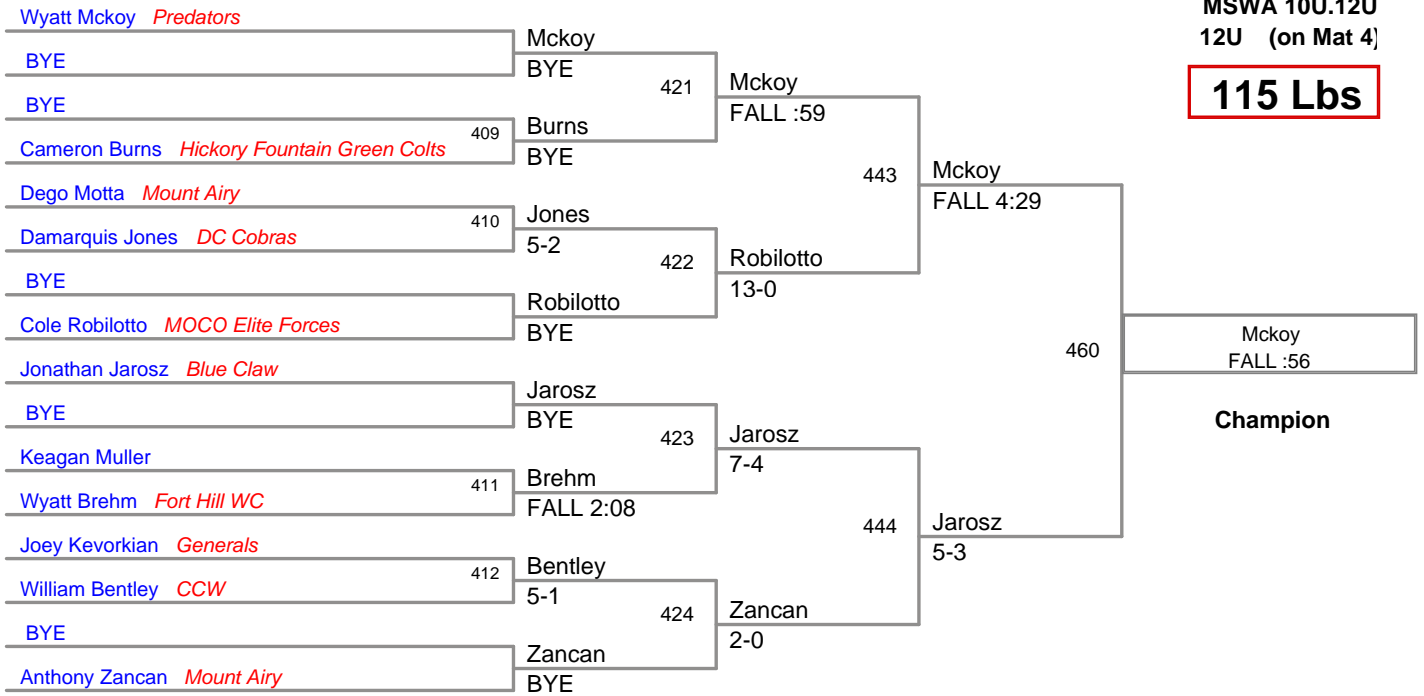 MSWA 10U.12U
12U (on Mat 4)
115 Lbs
Wyatt Mckoy Predators
BYE
BYE
Cameron Burns Hickory Fountain Green Colts
Dego Motta Mount Airy
Damarquis Jones DC Cobras
BYE
Cole Robilotto MOCO Elite Forces
Jonathan Jarosz Blue Claw
BYE
Keagan Muller
Wyatt Brehm Fort Hill WC
Joey Kevorkian Generals
William Bentley CCW
BYE
Anthony Zancan Mount Airy
409
410
411
412
Mckoy
BYE
Burns
BYE
Jones
5-2
Robilotto
BYE
Jarosz
BYE
Brehm
FALL 2:08
Bentley
5-1
Zancan
BYE
421
422
423
424
Mckoy
FALL :59
Robilotto
13-0
Jarosz
7-4
Zancan
2-0
443
444
Mckoy
FALL 4:29
Jarosz
5-3
460
Mckoy
FALL :56
Champion